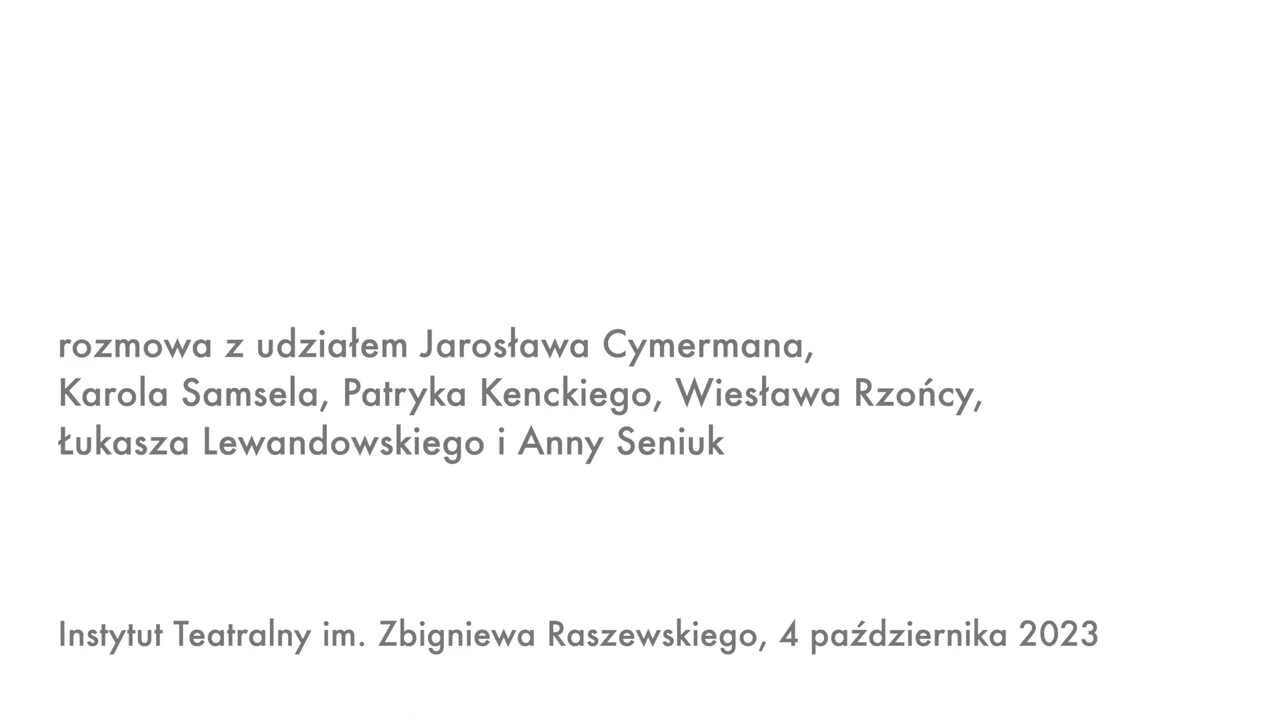 rozmowa z udziałem Jarosława Cymermana,
Karola Samsela, Patryka Kenckiego, Wiesława Rzońcy,
Łukasza Lewandowskiego i Anny Seniuk
Instytut Teatralny im. Zbigniewa Raszewskiego, 4 października 2023